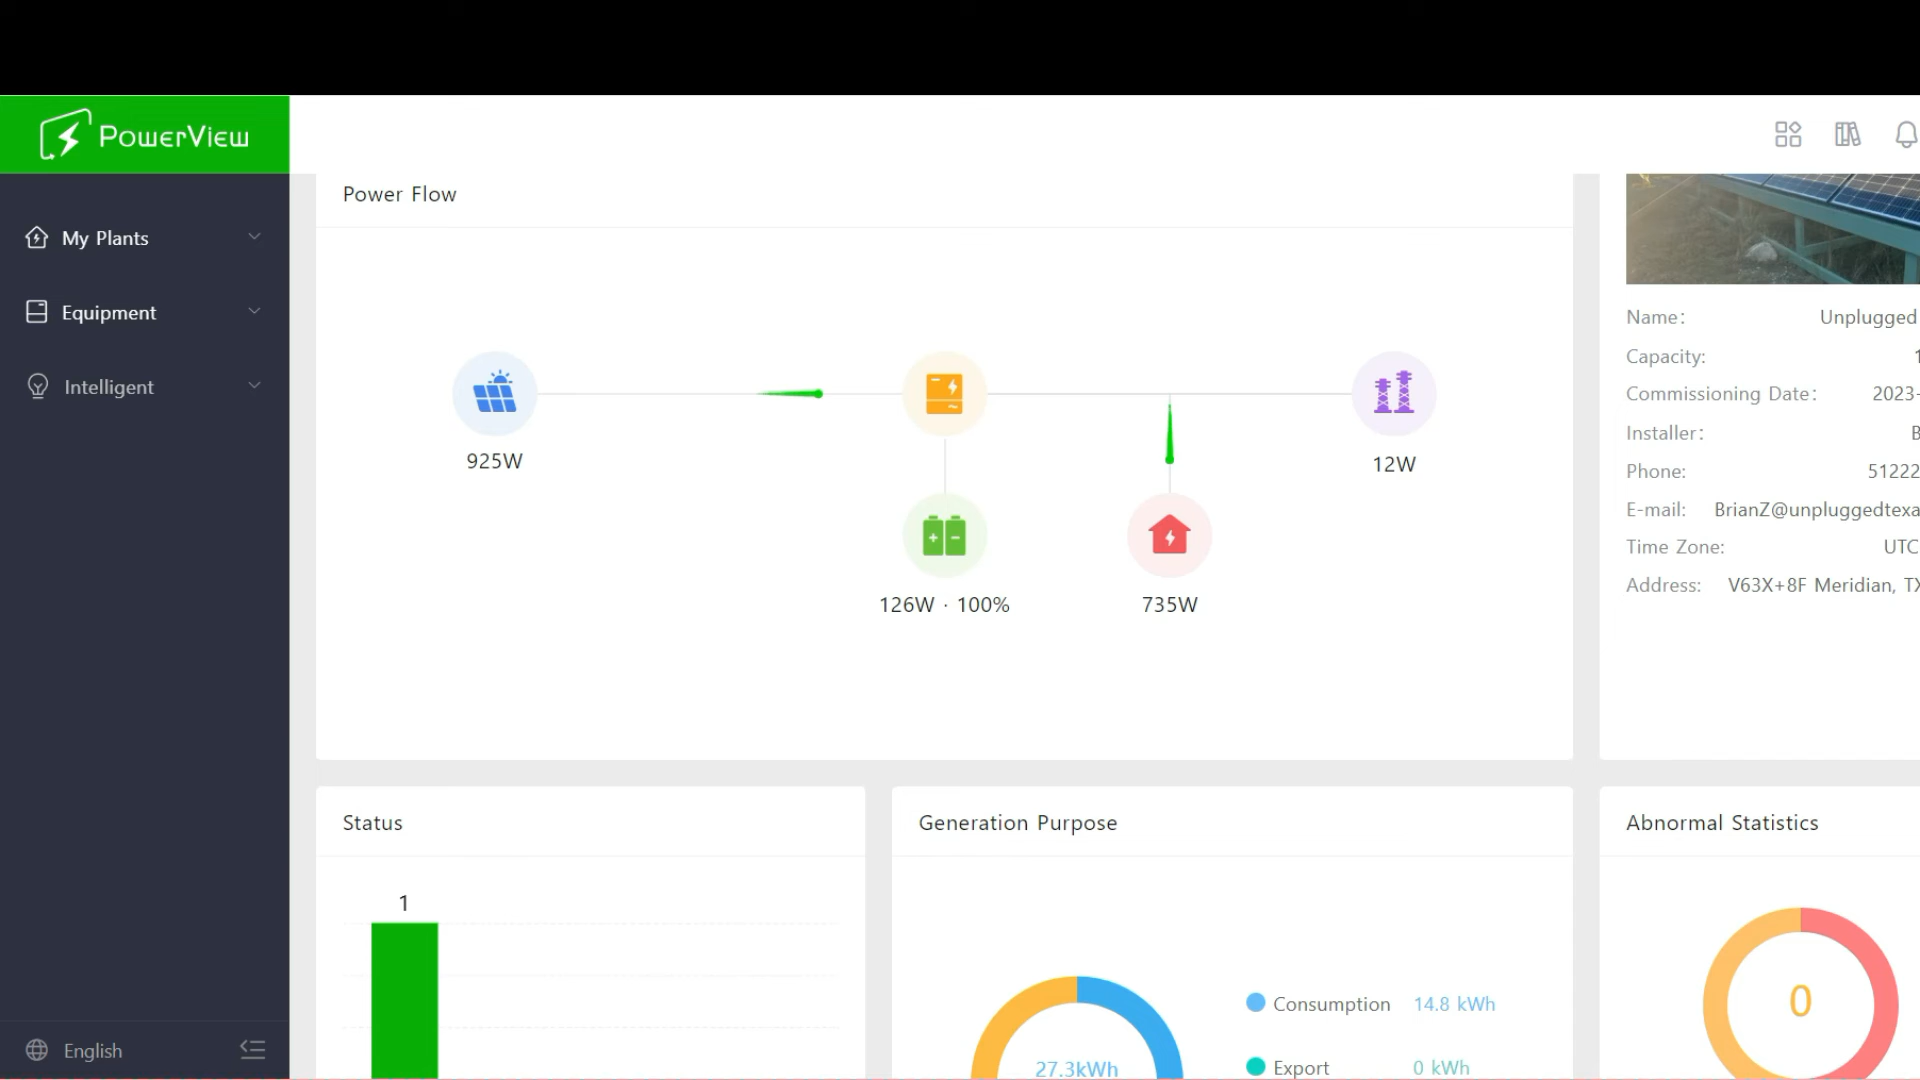 PowerView
My Plants
Equipment
Intelligent
English
Power Flow
925W
12W
126W · 100%
735W
Name: Unplugged
Capacity: 1
Commissioning Date: 2023-
Installer: B
Phone: 51222
E-mail: BrianZ@unpluggedtexa
Time Zone: UTC
Address: V63X+8F Meridian, TX
Status
1
Generation Purpose
27.3kWh
Consumption 14.8 kWh
Export 0 kWh
Abnormal Statistics
0